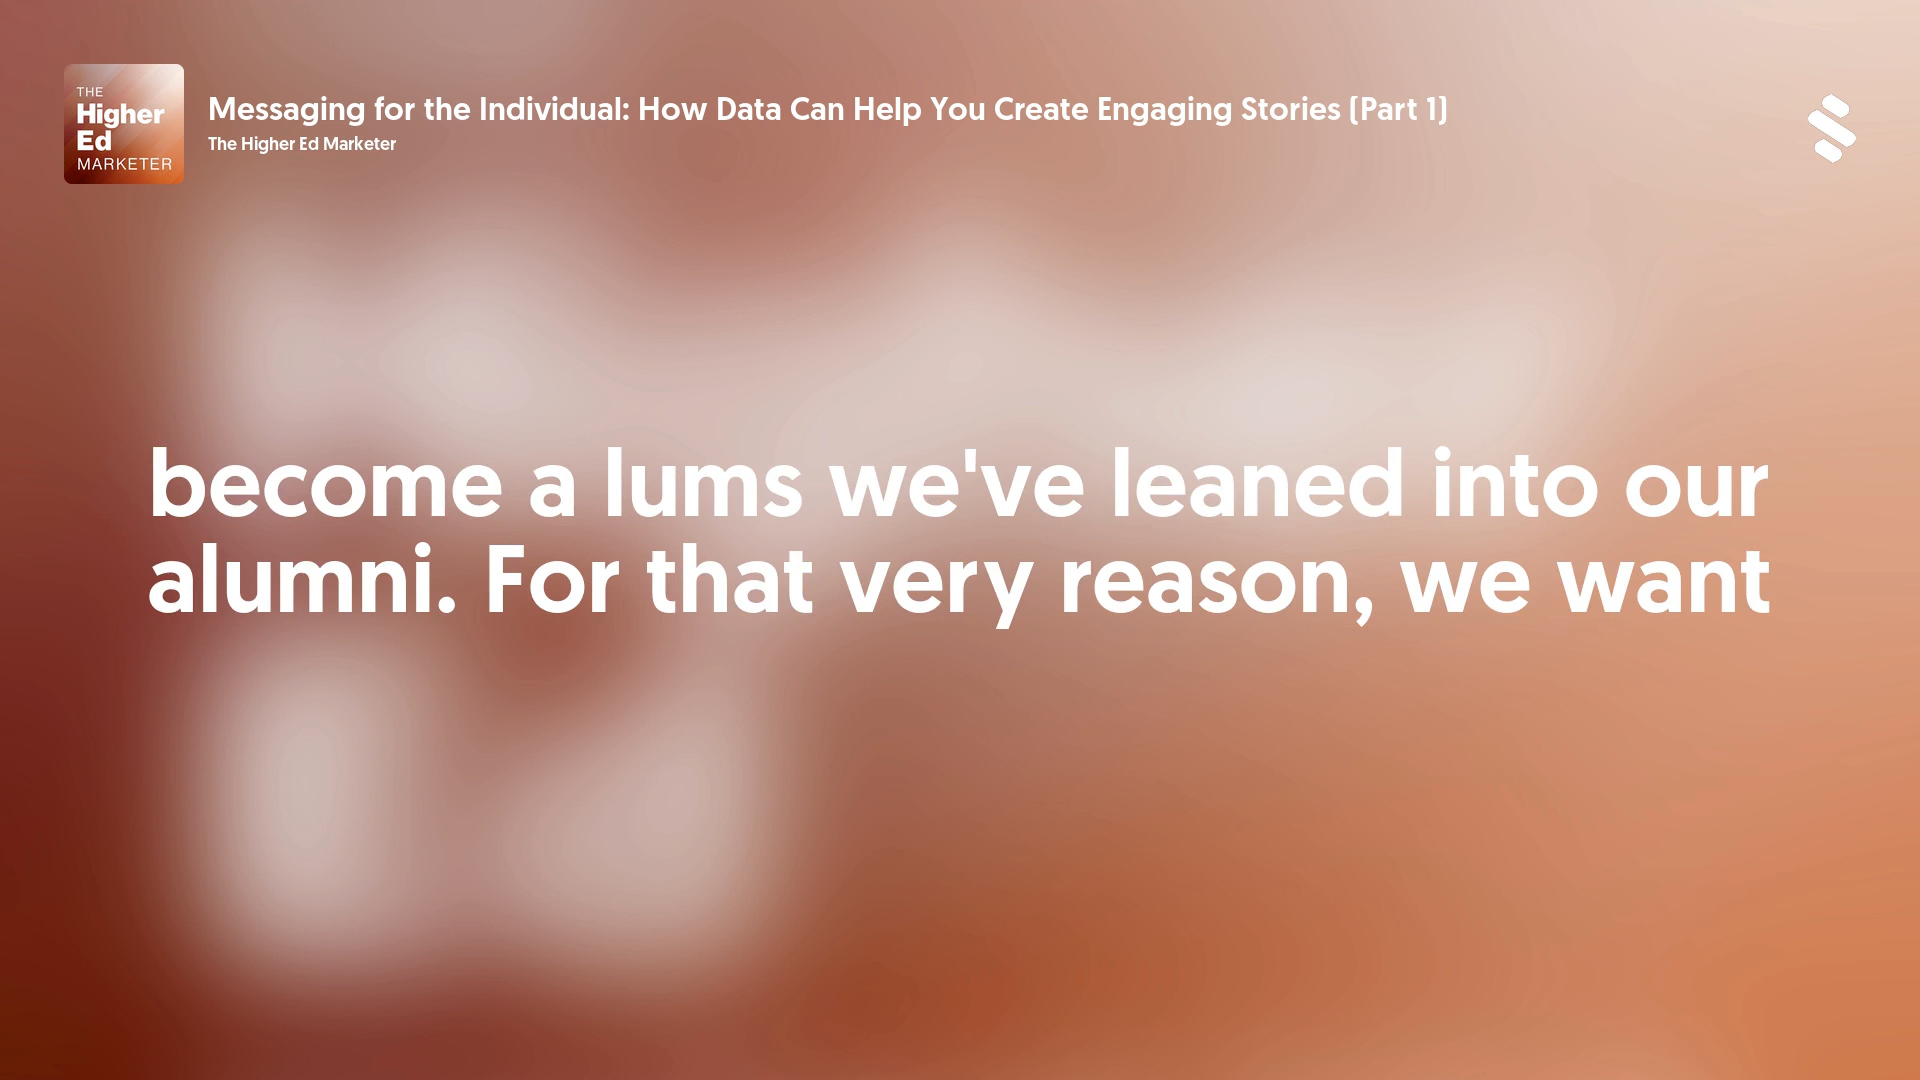 THE
Higher
Ed
MARKETER
Messaging for the Individual: How Data Can Help You Create Engaging Stories (Part 1)
The Higher Ed Marketer
become a lums we've leaned into our
alumni. For that very reason, we want